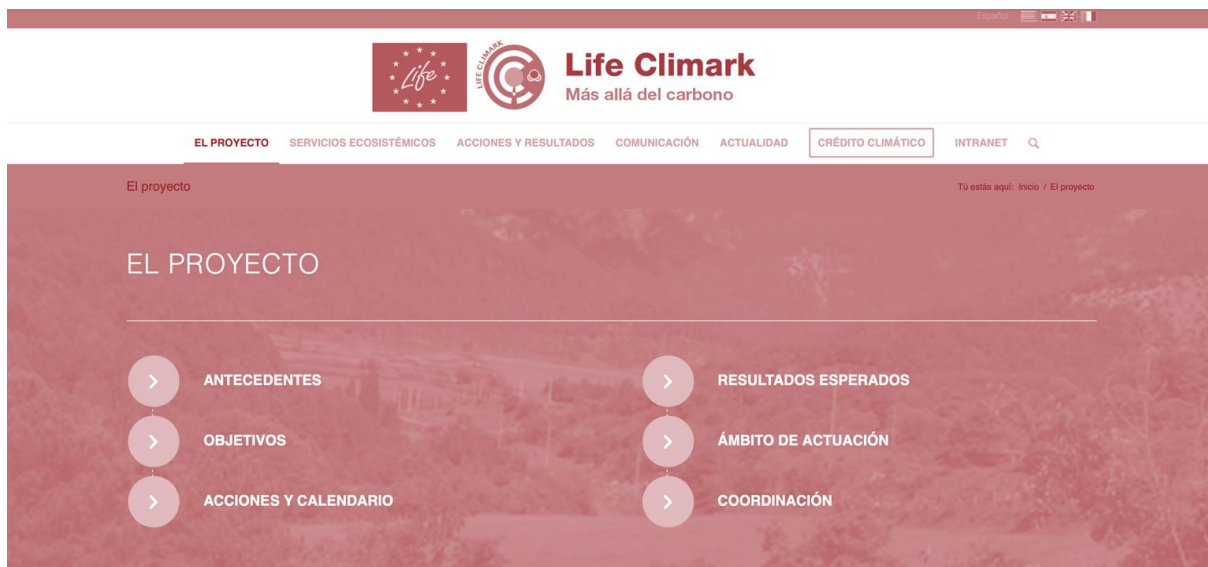 Español
Life
LIFE CLIMARK
Life Climark
Más allá del carbono
EL PROYECTO SERVICIOS ECOSISTÉMICOS ACCIONES Y RESULTADOS COMUNICACIÓN ACTUALIDAD CRÉDITO CLIMÁTICO INTRANET
El proyecto
Tú estás aquí: Inicio / El proyecto
EL PROYECTO
ANTECEDENTES
OBJETIVOS
ACCIONES Y CALENDARIO
RESULTADOS ESPERADOS
ÁMBITO DE ACTUACIÓN
COORDINACIÓN